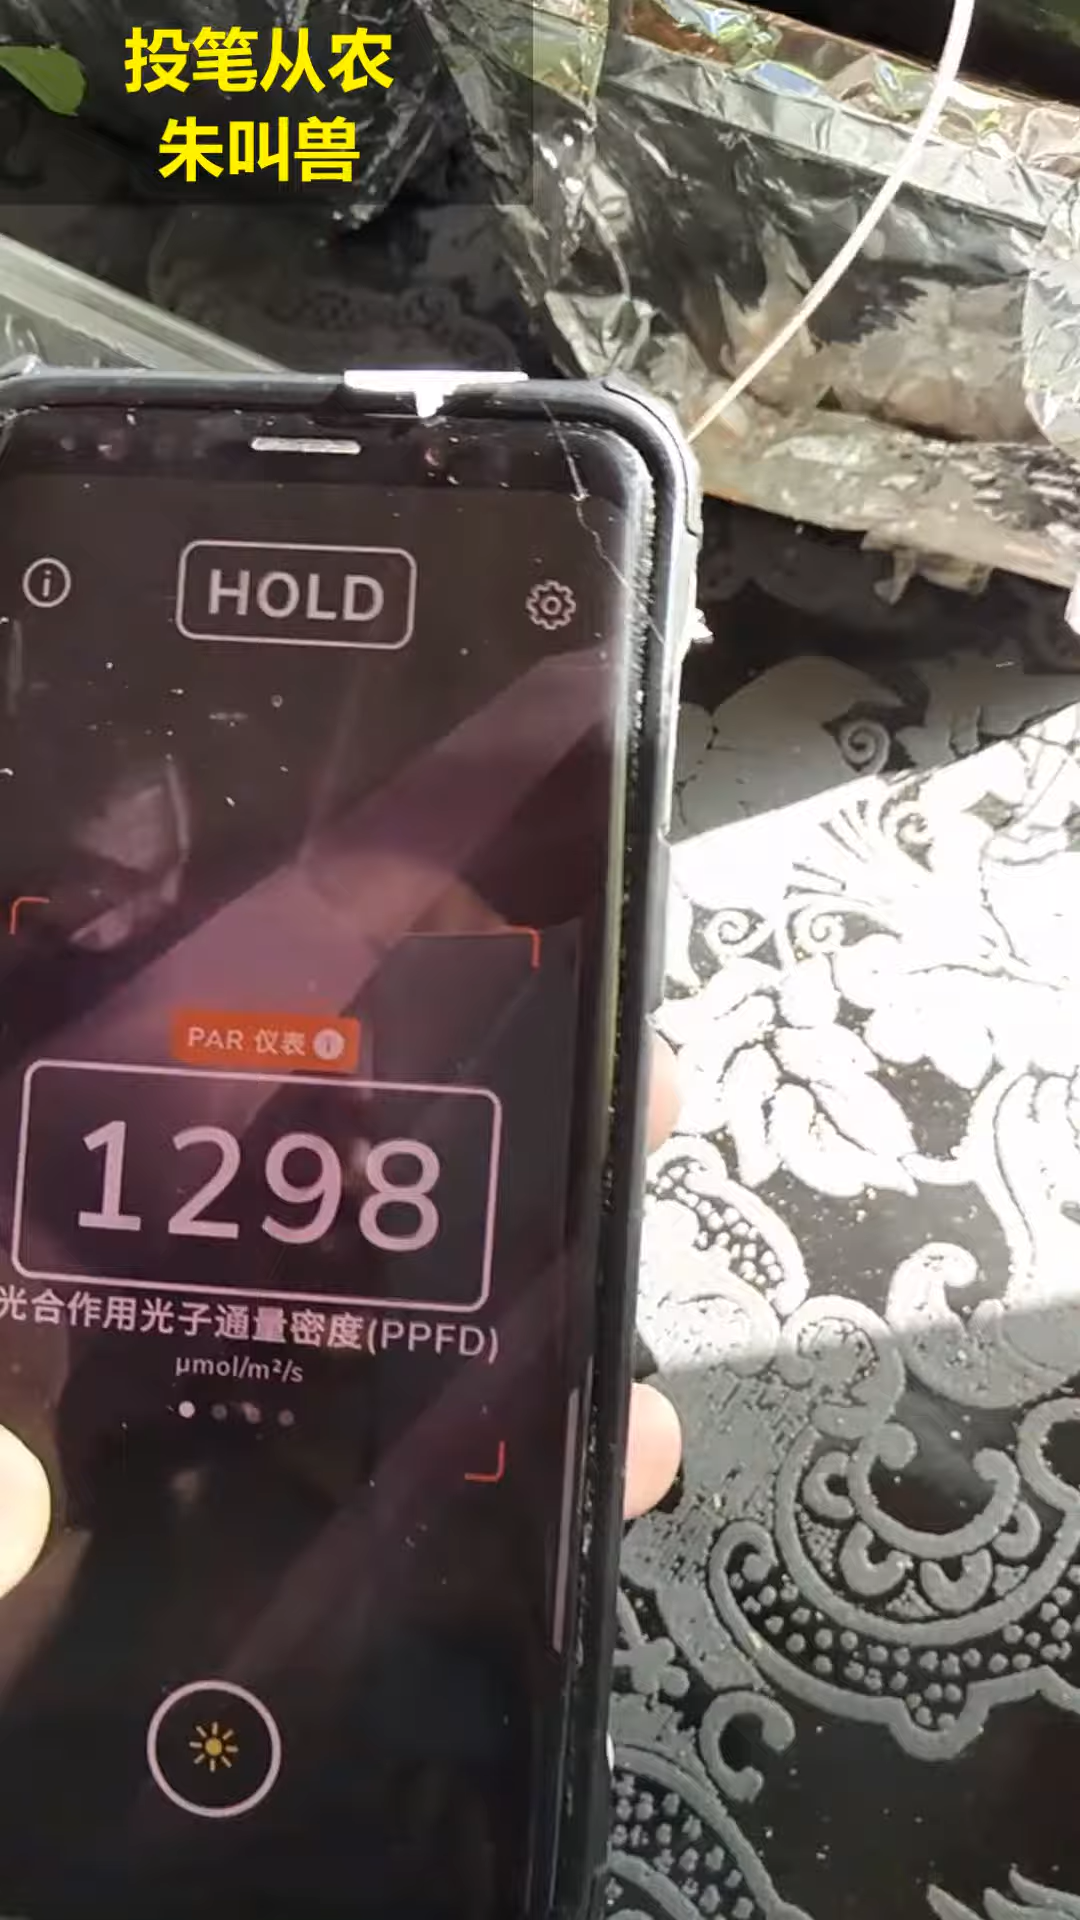 投笔从农
朱叫兽
HOLD
PAR 仪表
1298
光合作用光子通量密度(PPFD)
μmol/m²/s